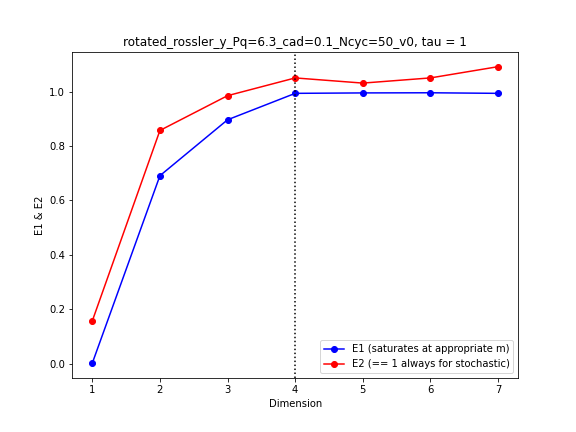 rotated_rossler_y_Pq=6.3_cad=0.1_Ncyc=50_v0, tau = 1
1.0
0.8
0.6
0.4
0.2
0.0
E1 & E2
E1 (saturates at appropriate m)
E2 (== 1 always for stochastic)
1 2 3 4 5 6 7
Dimension